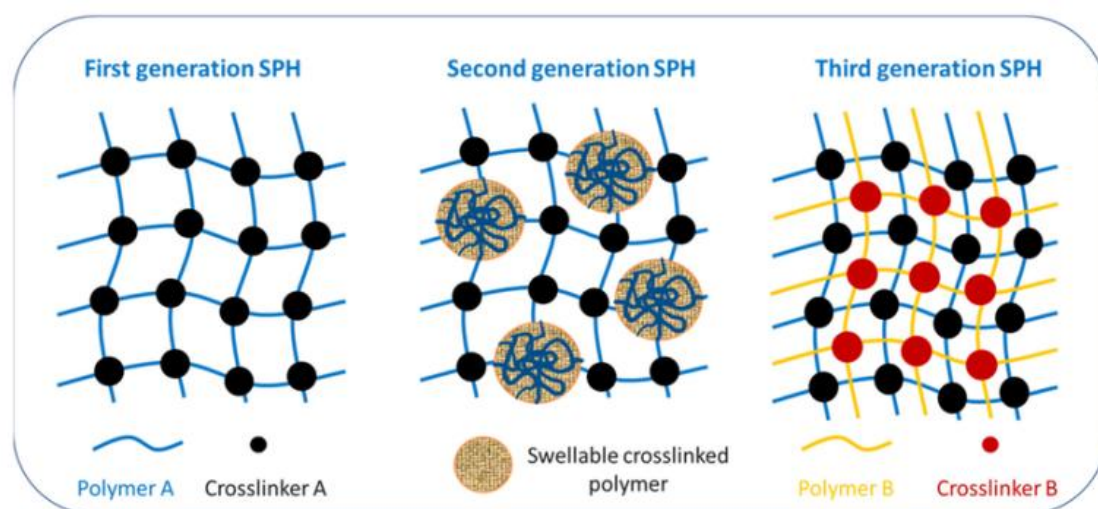 First generation SPH
Second generation SPH
Third generation SPH
Polymer A
Crosslinker A
Swellable crosslinked
polymer
Polymer B
Crosslinker B